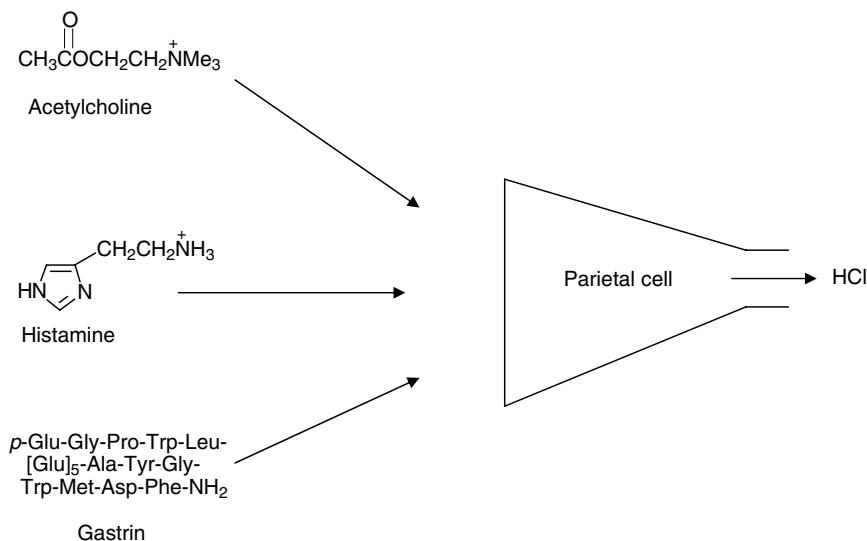 O
CH3COCH2CH2N+Me3
Acetylcholine
CH2CH2N+H3
HN N
Histamine
p-Glu-Gly-Pro-Trp-Leu-
[Glu]5-Ala-Tyr-Gly-
Trp-Met-Asp-Phe-NH2
Gastrin
Parietal cell
HCl